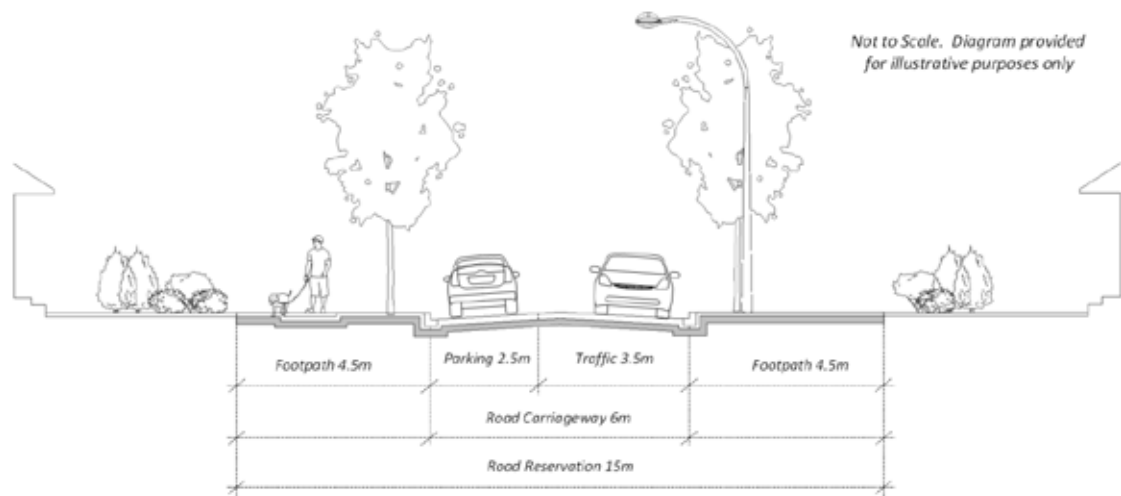 Not to Scale. Diagram provided
for illustrative purposes only
Footpath 4.5m
Parking 2.5m
Traffic 3.5m
Footpath 4.5m
Road Carriageway 6m
Road Reservation 15m